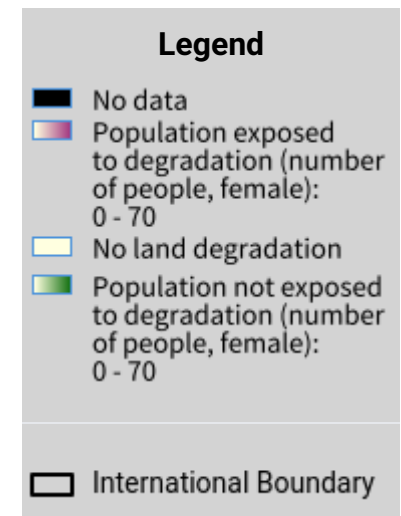 Legend
No data
Population exposed
to degradation (number
of people, female):
0 - 70
No land degradation
Population not exposed
to degradation (number
of people, female):
0 - 70
International Boundary